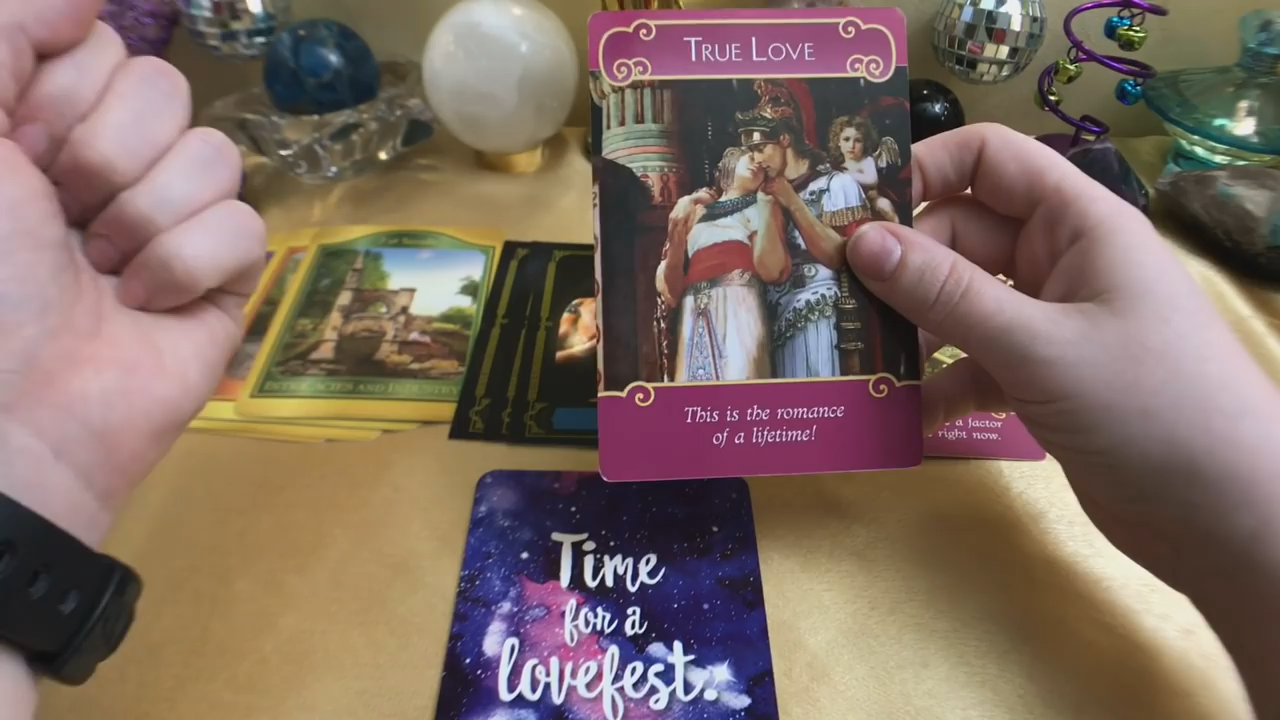 TRUE LOVE
This is the romance
of a lifetime!
a factor
right now.
Time
for a
lovefest.